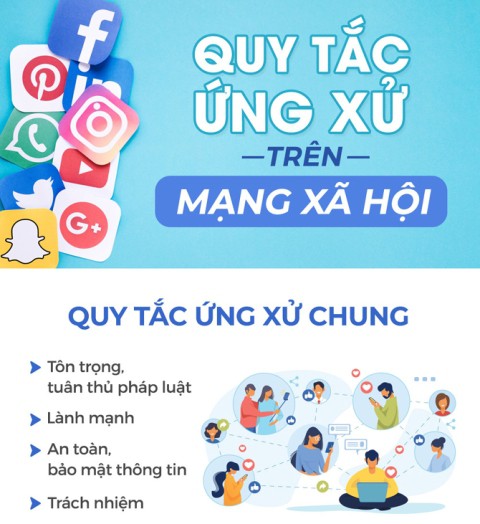 QUY TẮC
ỨNG XỬ
—TRÊN—
MẠNG XÃ HỘI
f
in
G+
QUY TẮC ỨNG XỬ CHUNG
Tôn trọng,
tuân thủ pháp luật
Lành mạnh
An toàn,
bảo mật thông tin
Trách nhiệm